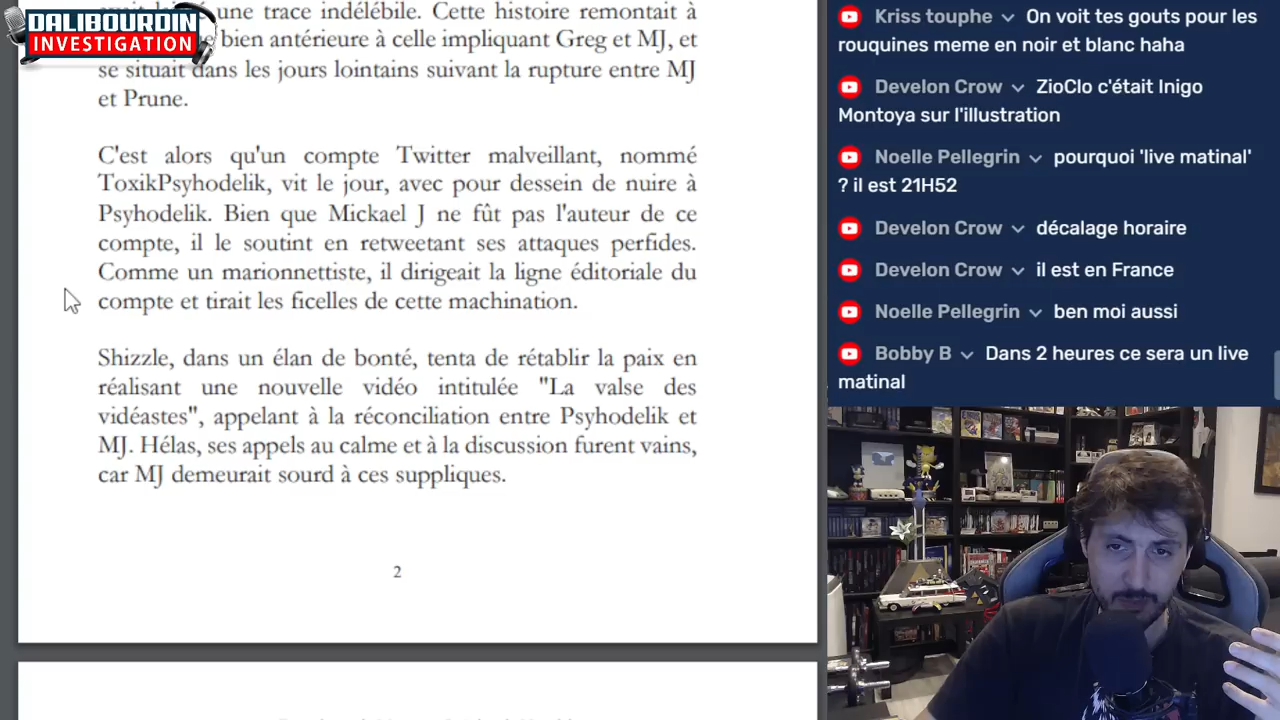 DALIBOURDIN
INVESTIGATION
une trace indélébile. Cette histoire remontait à
bien antérieure à celle impliquant Greg et MJ, et
se situait dans les jours lointains suivant la rupture entre MJ
et Prune.
C'est alors qu'un compte Twitter malveillant, nommé
ToxikPsyhodelik, vit le jour, avec pour dessein de nuire à
Psyhodelik. Bien que Mickael J ne fût pas l'auteur de ce
compte, il le soutint en retweetant ses attaques perfides.
Comme un marionnettiste, il dirigeait la ligne éditoriale du
compte et tirait les ficelles de cette machination.
Shizzle, dans un élan de bonté, tenta de rétablir la paix en
réalisant une nouvelle vidéo intitulée "La valse des
vidéastes", appelant à la réconciliation entre Psyhodelik et
MJ. Hélas, ses appels au calme et à la discussion furent vains,
car MJ demeurait sourd à ces suppliques.
2
Kriss touphe On voit tes gouts pour les
rouquines meme en noir et blanc haha
Develon Crow ZioClo c'était Inigo
Montoya sur l'illustration
Noelle Pellegrin pourquoi 'live matinal'
? il est 21H52
Develon Crow décalage horaire
Develon Crow il est en France
Noelle Pellegrin ben moi aussi
Bobby B Dans 2 heures ce sera un live
matinal